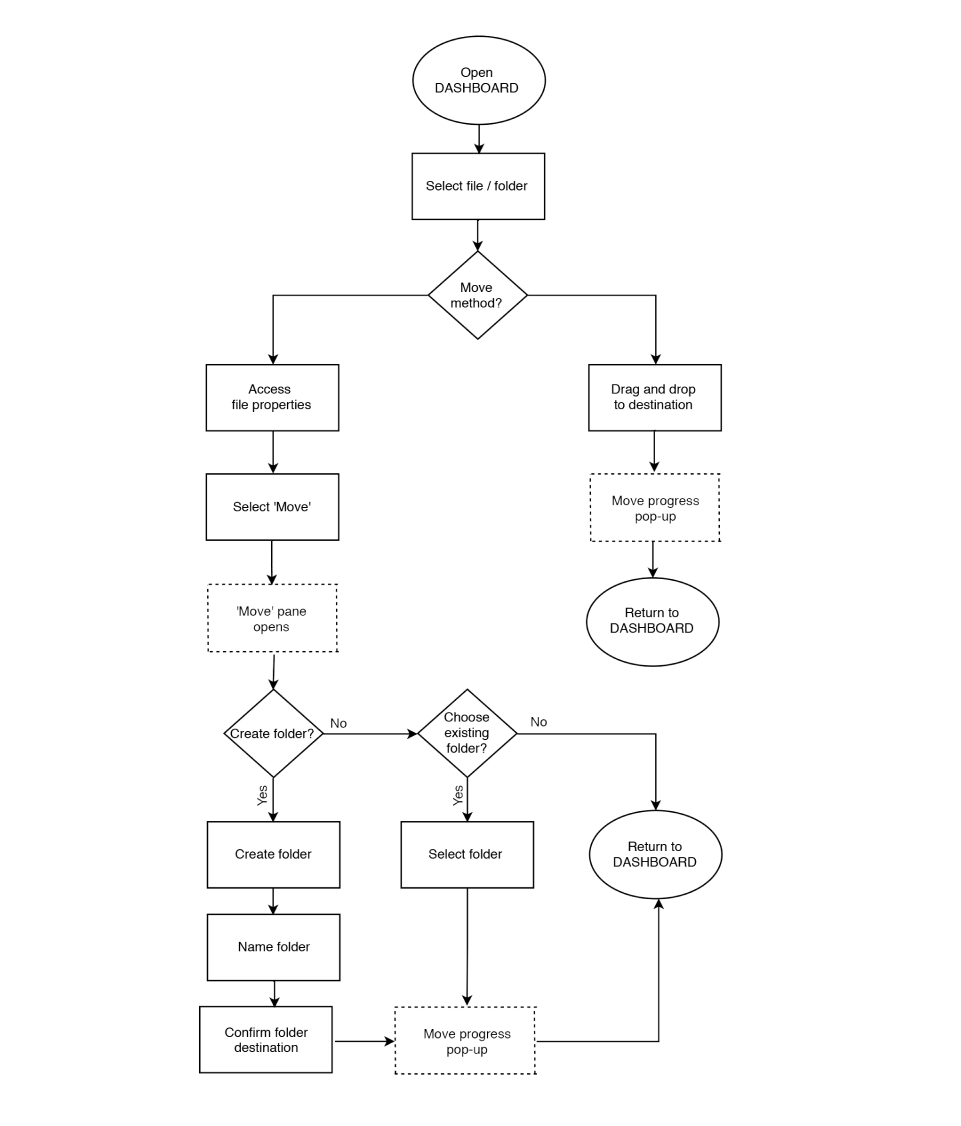 Open
DASHBOARD
Select file / folder
Move
method?
Access
file properties
Drag and drop
to destination
Select 'Move'
Move progress
pop-up
'Move' pane
opens
Return to
DASHBOARD
Create folder?
No
Choose
existing
folder?
No
Yes
Yes
Create folder
Select folder
Return to
DASHBOARD
Name folder
Confirm folder
destination
Move progress
pop-up